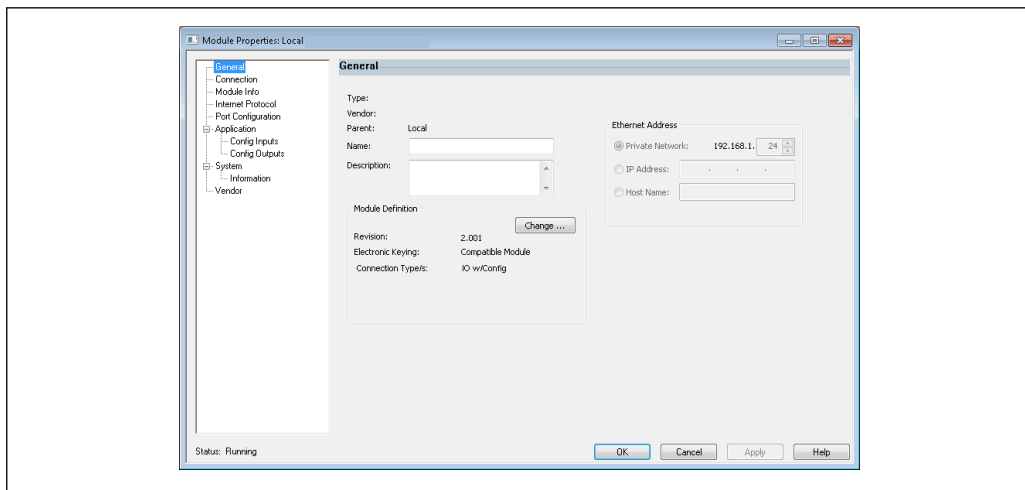 Module Properties: Local
General
Connection
Module Info
Internet Protocol
Port Configuration
Application
Config Inputs
Config Outputs
System
Information
Vendor
General
Type:
Vendor:
Parent: Local
Name:
Description:
Module Definition
Change ...
Revision: 2.001
Electronic Keying: Compatible Module
Connection Type/s: IO w/Config
Ethernet Address
Private Network: 192.168.1. 24
IP Address: . . .
Host Name:
Status: Running
OK Cancel Apply Help